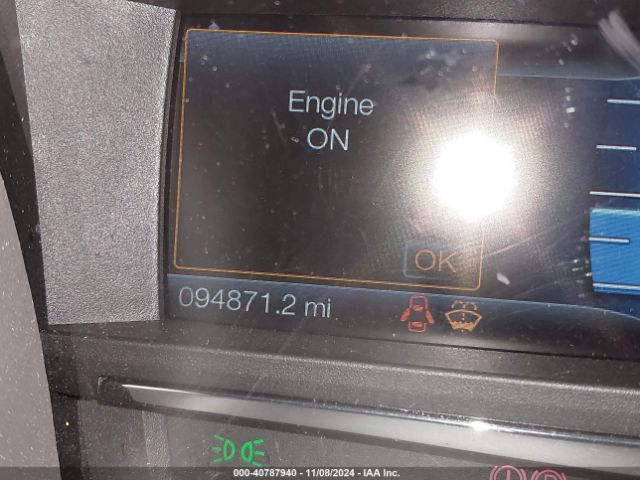 Engine
ON
OK
094871.2 mi
000-40787940 - 11/08/2024 - IAA Inc.